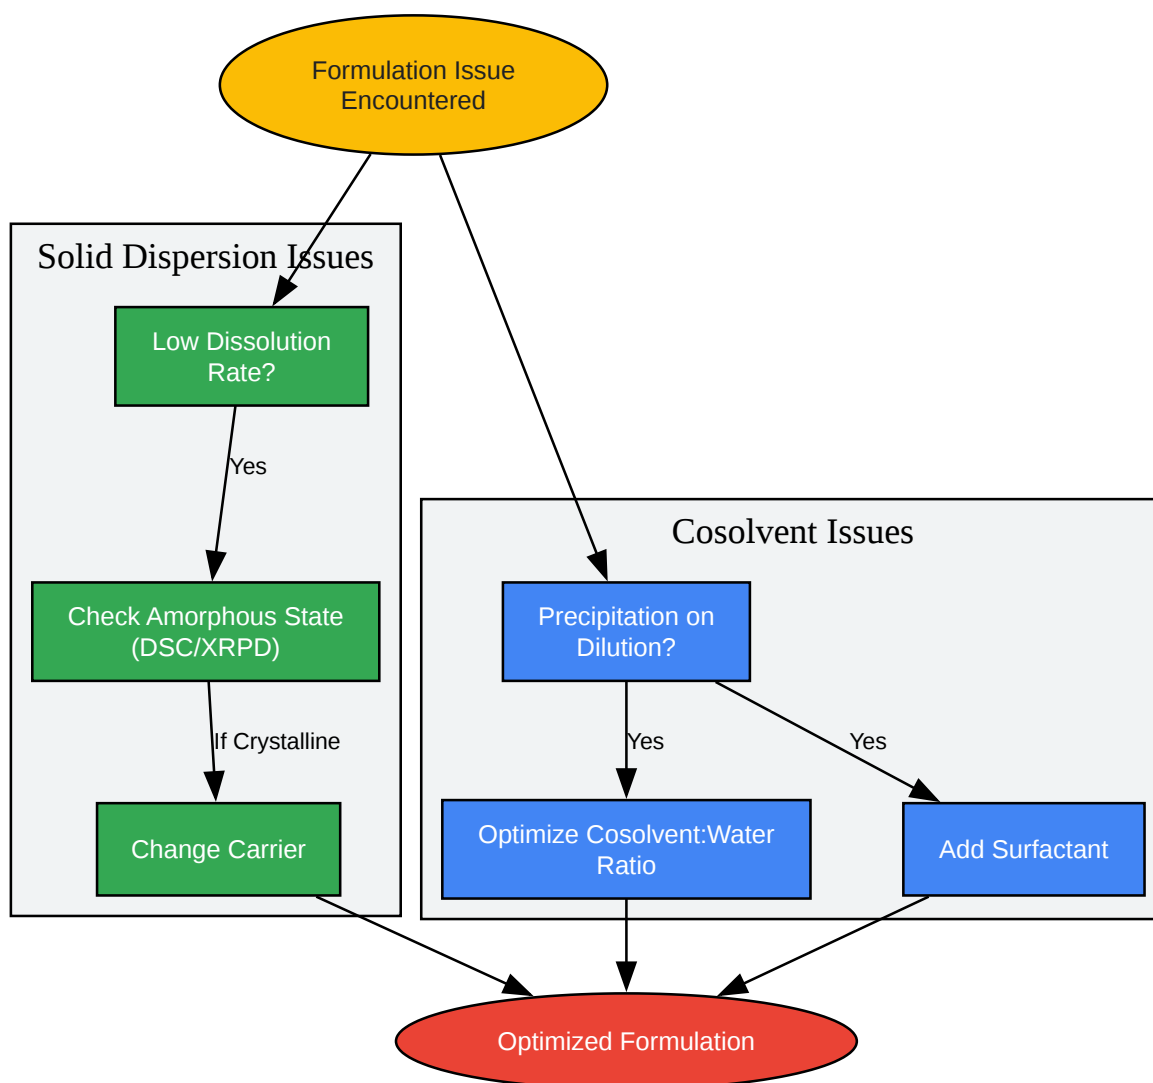 Formulation Issue
Encountered
Solid Dispersion Issues
Low Dissolution
Rate?
Yes
Check Amorphous State
(DSC/XRPD)
If Crystalline
Change Carrier
Cosolvent Issues
Precipitation on
Dilution?
Yes
Yes
Optimize Cosolvent:Water
Ratio
Add Surfactant
Optimized Formulation